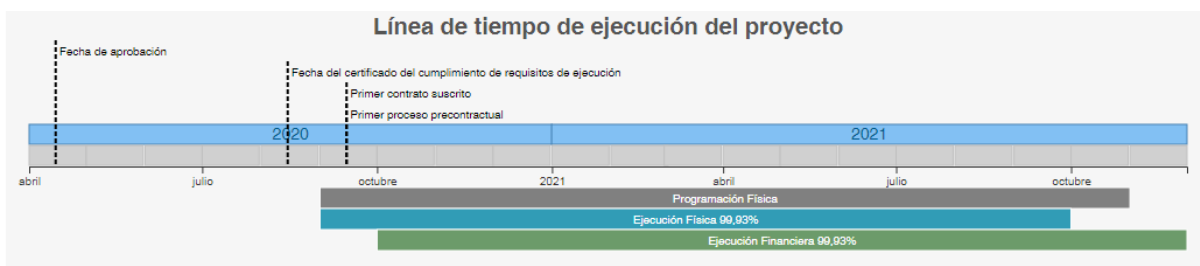 Línea de tiempo de ejecución del proyecto
Fecha de aprobación
Fecha del certificado del cumplimiento de requisitos de ejecución
Primer contrato suscrito
Primer proceso precontractual
2020 2021
abril julio octubre 2021 abril julio octubre
Programación Física
Ejecución Física 99,93%
Ejecución Financiera 99,93%